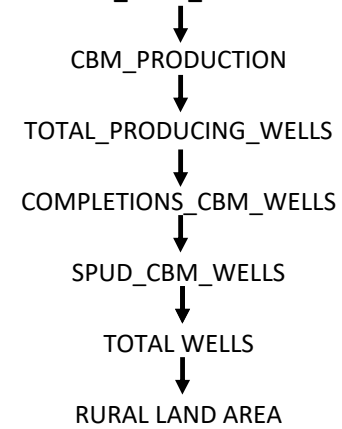 CBM_PRODUCTION
TOTAL_PRODUCING_WELLS
COMPLETIONS_CBM_WELLS
SPUD_CBM_WELLS
TOTAL WELLS
RURAL LAND AREA